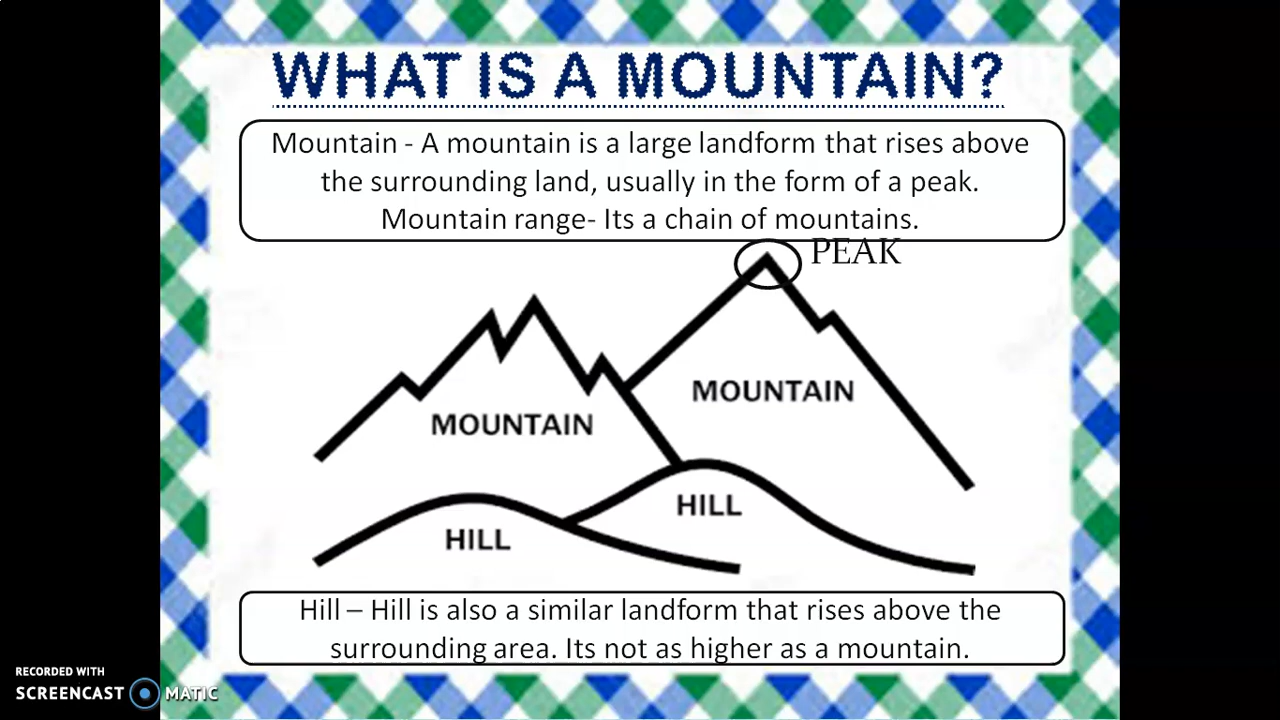 WHAT IS A MOUNTAIN?
Mountain - A mountain is a large landform that rises above
the surrounding land, usually in the form of a peak.
Mountain range- Its a chain of mountains.
PEAK
MOUNTAIN
MOUNTAIN
HILL
HILL
Hill – Hill is also a similar landform that rises above the
surrounding area. Its not as higher as a mountain.
RECORDED WITH
SCREENCAST MATIC